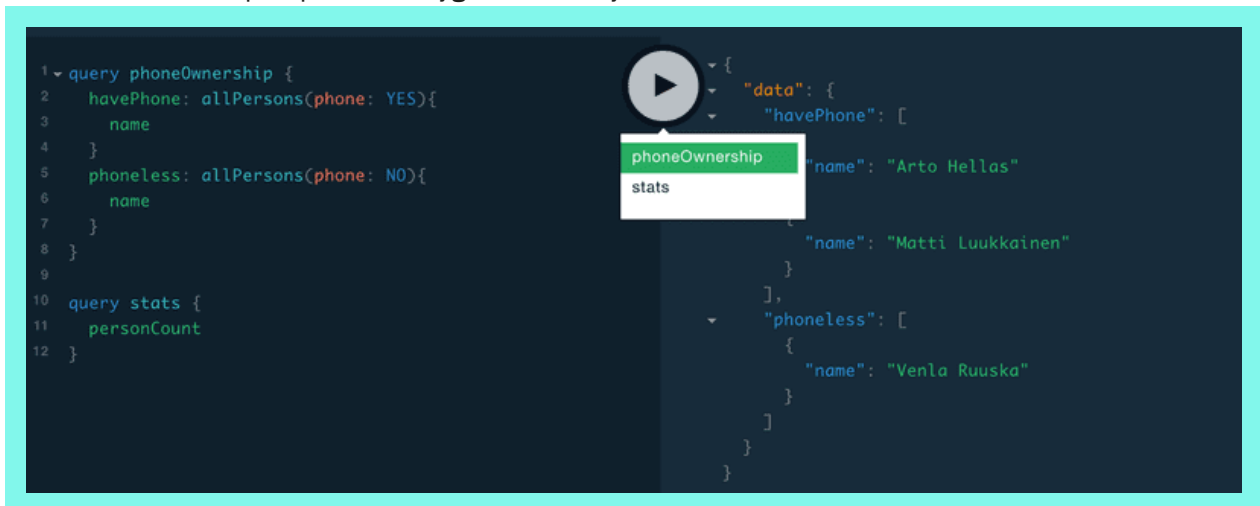 1 query phoneOwnership {
2 havePhone: allPersons(phone: YES){
3 name
4 }
5 phoneless: allPersons(phone: NO){
6 name
7 }
8 }
9
10 query stats {
11 personCount
12 }
phoneOwnership
stats
{
"data": {
"havePhone": [
"name": "Arto Hellas"
{
"name": "Matti Luukkainen"
}
],
"phoneless": [
{
"name": "Venla Ruuska"
}
]
}
}